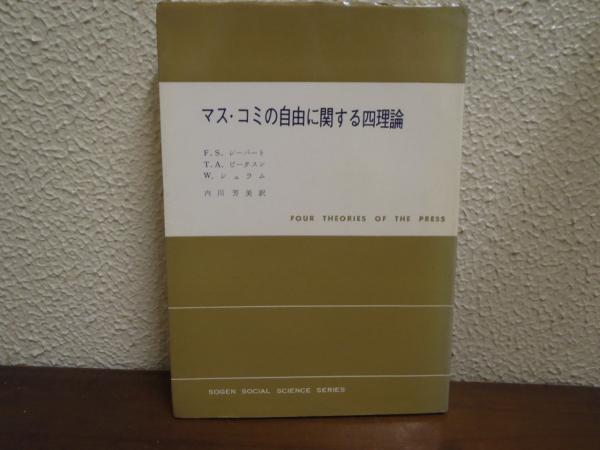 マス・コミの自由に関する四理論
F. S. シーバート
T. A. ピータスン
W. シュラム
内川芳美訳
FOUR THEORIES OF THE PRESS
SOGEN SOCIAL SCIENCE SERIES